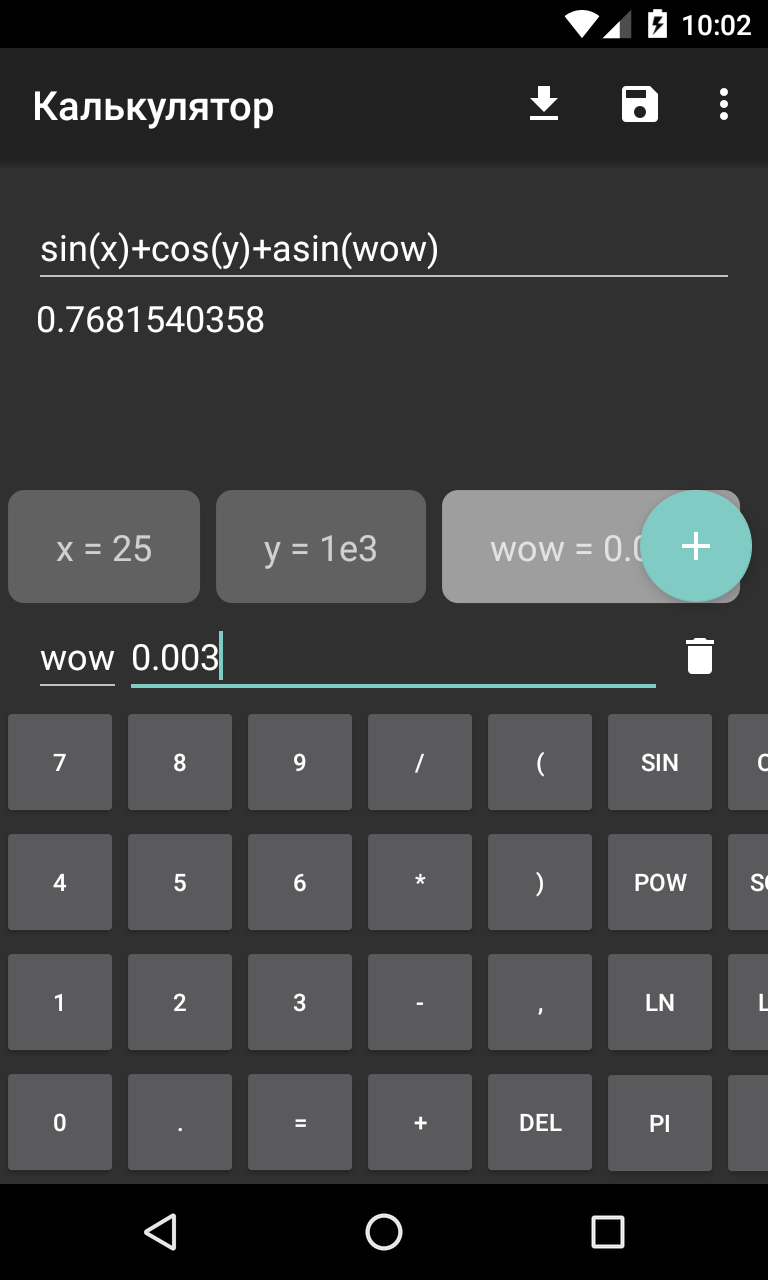 10:02
Калькулятор
sin(x)+cos(y)+asin(wow)
0.7681540358
x = 25 y = 1e3 wow = 0.0
+
wow 0.003
7 8 9 / ( SIN
4 5 6 * ) POW
1 2 3 - , LN
0 . = + DEL PI